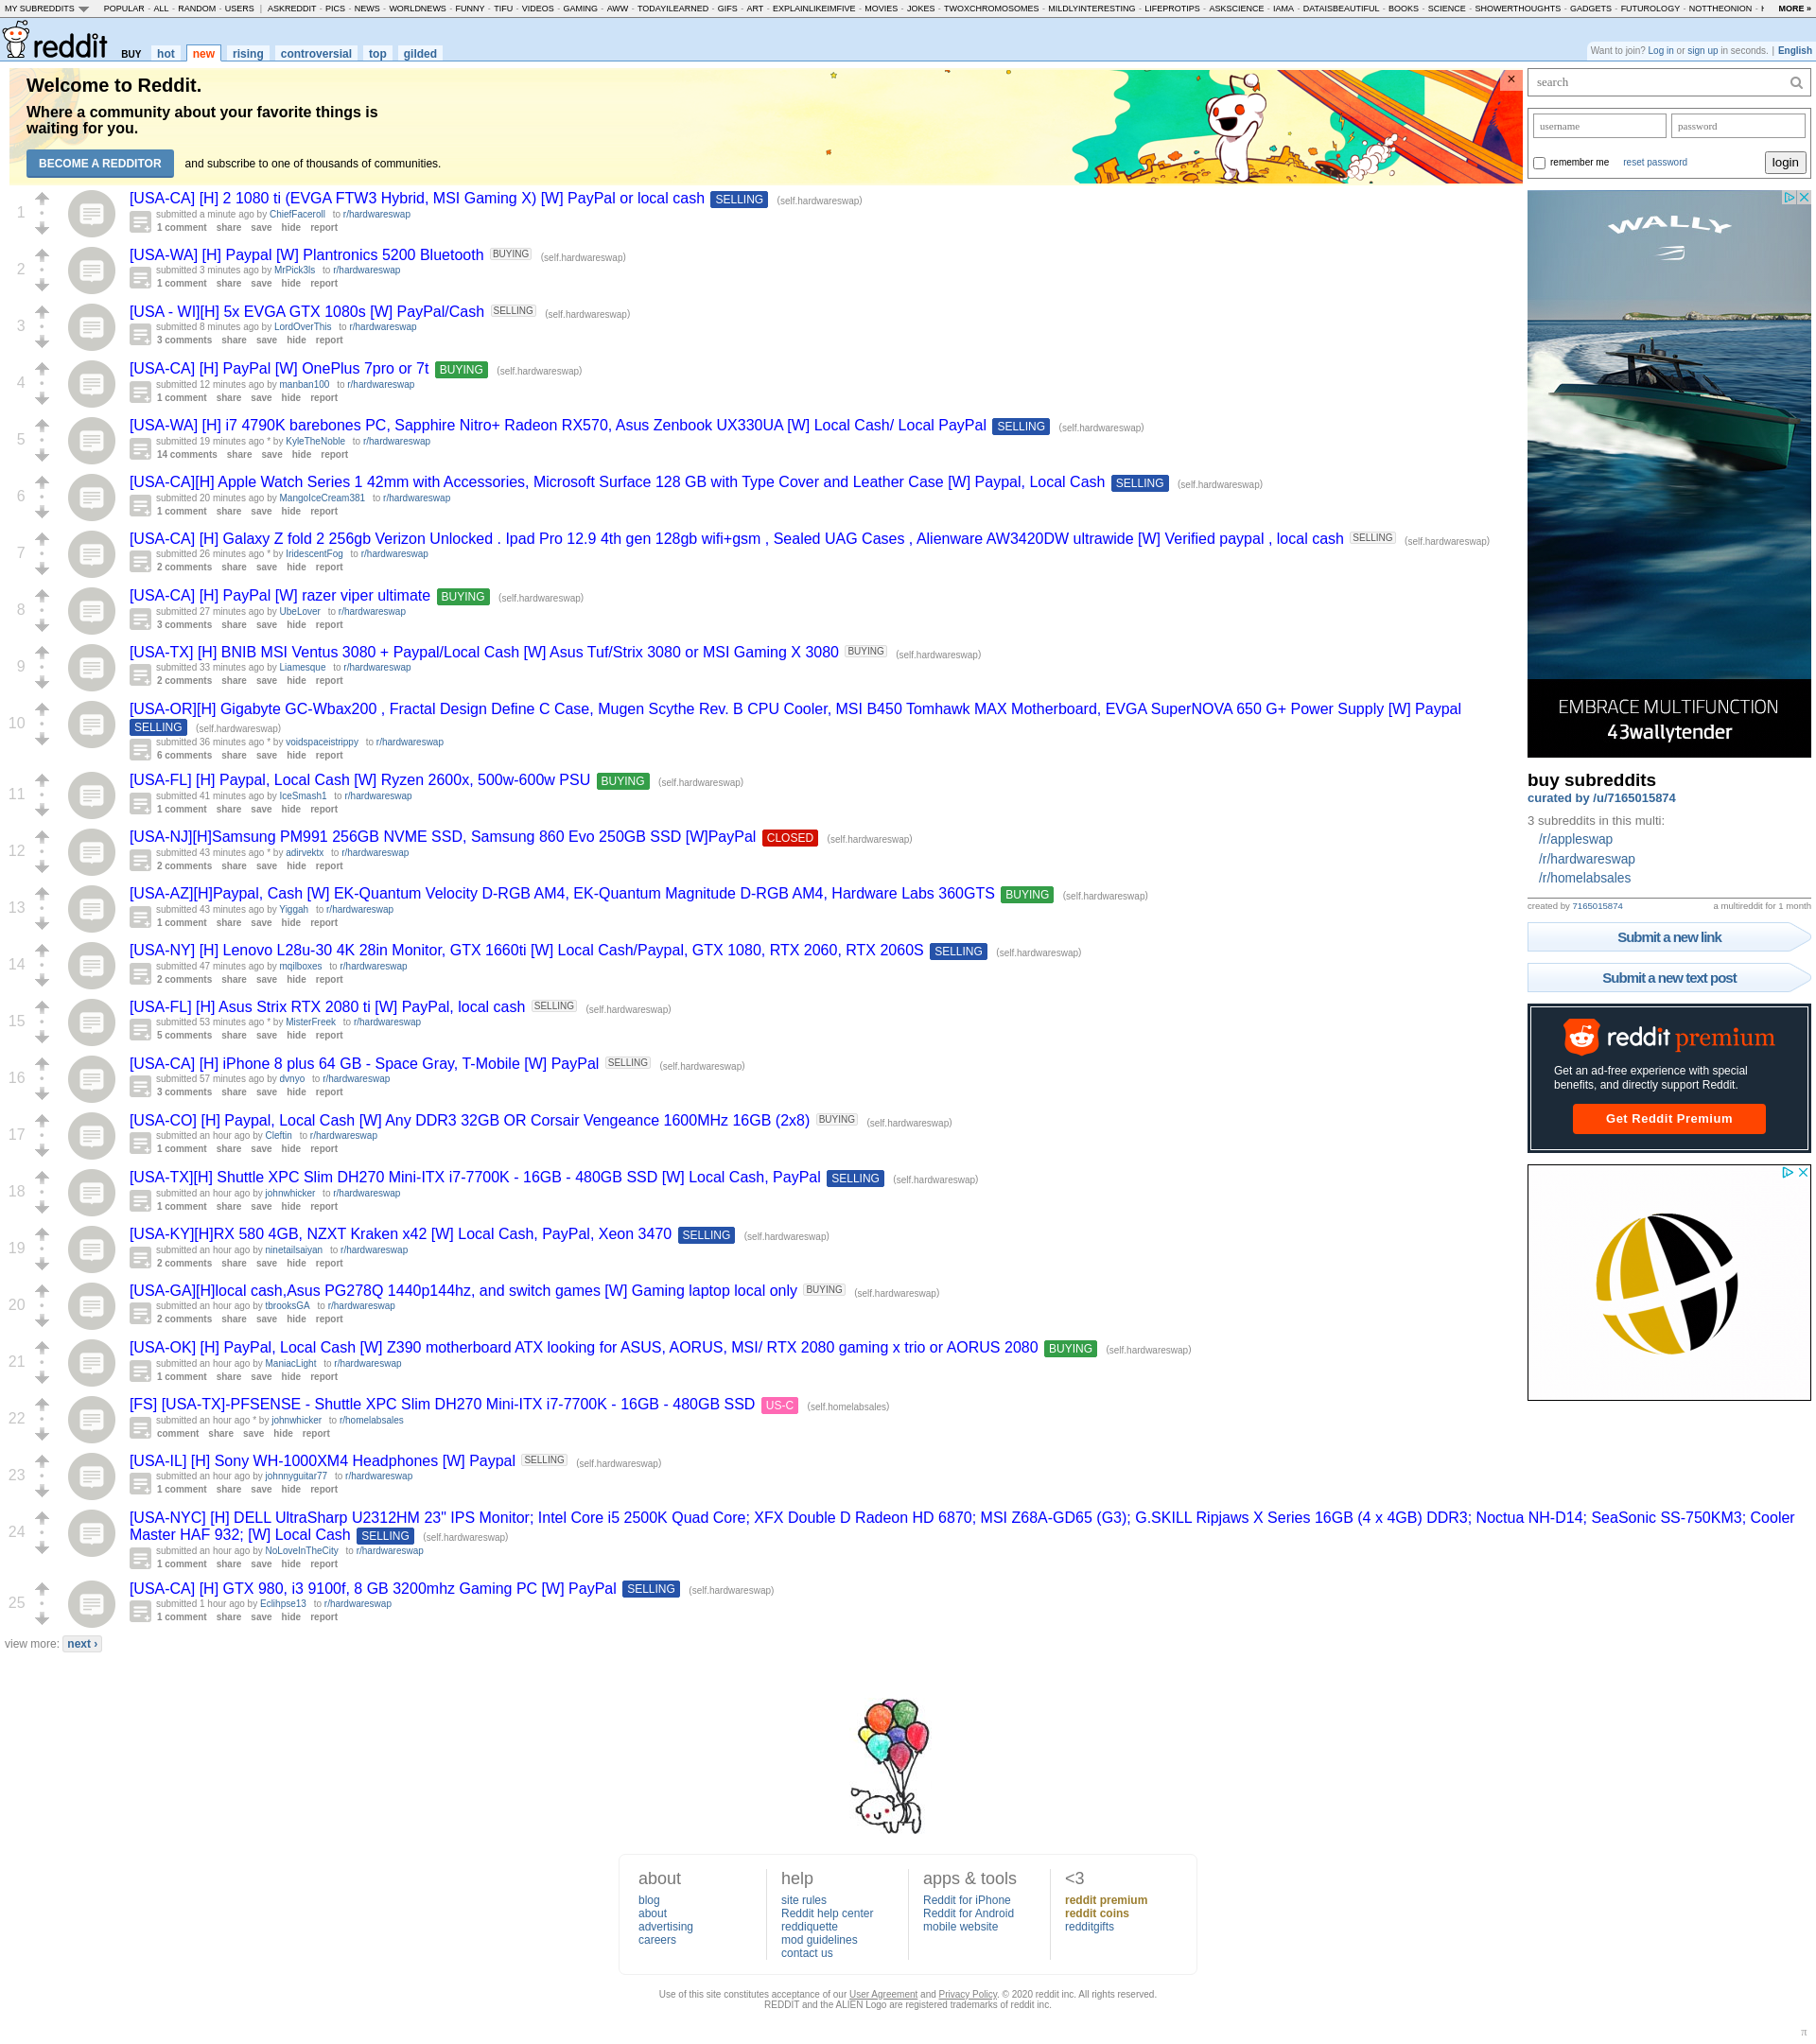 MY SUBREDDITS POPULAR - ALL - RANDOM - USERS | ASKREDDIT - PICS - NEWS - WORLDNEWS - FUNNY - TIFU - VIDEOS - GAMING - AWW - TODAYILEARNED - GIFS - ART - EXPLAINLIKEIMFIVE - MOVIES - JOKES - TWOXCHROMOSOMES - MILDLYINTERESTING - LIFEPROTIPS - ASKSCIENCE - IAMA - DATAISBEAUTIFUL - BOOKS - SCIENCE - SHOWERTHOUGHTS - GADGETS - FUTUROLOGY - NOTTHEONION - MORE »
reddit BUY hot new rising controversial top gilded
Want to join? Log in or sign up in seconds. | English
Welcome to Reddit.
Where a community about your favorite things is
waiting for you.
BECOME A REDDITOR and subscribe to one of thousands of communities.
×
search
username password
remember me reset password login
1
[USA-CA] [H] 2 1080 ti (EVGA FTW3 Hybrid, MSI Gaming X) [W] PayPal or local cash SELLING (self.hardwareswap)
submitted a minute ago by ChiefFaceroll to r/hardwareswap
1 comment share save hide report
2
[USA-WA] [H] Paypal [W] Plantronics 5200 Bluetooth BUYING (self.hardwareswap)
submitted 3 minutes ago by MrPick3ls to r/hardwareswap
1 comment share save hide report
3
[USA - WI][H] 5x EVGA GTX 1080s [W] PayPal/Cash SELLING (self.hardwareswap)
submitted 8 minutes ago by LordOverThis to r/hardwareswap
3 comments share save hide report
4
[USA-CA] [H] PayPal [W] OnePlus 7pro or 7t BUYING (self.hardwareswap)
submitted 12 minutes ago by manban100 to r/hardwareswap
1 comment share save hide report
5
[USA-WA] [H] i7 4790K barebones PC, Sapphire Nitro+ Radeon RX570, Asus Zenbook UX330UA [W] Local Cash/ Local PayPal SELLING (self.hardwareswap)
submitted 19 minutes ago * by KyleTheNoble to r/hardwareswap
14 comments share save hide report
6
[USA-CA][H] Apple Watch Series 1 42mm with Accessories, Microsoft Surface 128 GB with Type Cover and Leather Case [W] Paypal, Local Cash SELLING (self.hardwareswap)
submitted 20 minutes ago by MangoIceCream381 to r/hardwareswap
1 comment share save hide report
7
[USA-CA] [H] Galaxy Z fold 2 256gb Verizon Unlocked . Ipad Pro 12.9 4th gen 128gb wifi+gsm , Sealed UAG Cases , Alienware AW3420DW ultrawide [W] Verified paypal , local cash SELLING (self.hardwareswap)
submitted 26 minutes ago * by IridescentFog to r/hardwareswap
2 comments share save hide report
8
[USA-CA] [H] PayPal [W] razer viper ultimate BUYING (self.hardwareswap)
submitted 27 minutes ago by UbeLover to r/hardwareswap
3 comments share save hide report
9
[USA-TX] [H] BNIB MSI Ventus 3080 + Paypal/Local Cash [W] Asus Tuf/Strix 3080 or MSI Gaming X 3080 BUYING (self.hardwareswap)
submitted 33 minutes ago by Liamesque to r/hardwareswap
2 comments share save hide report
10
[USA-OR][H] Gigabyte GC-Wbax200 , Fractal Design Define C Case, Mugen Scythe Rev. B CPU Cooler, MSI B450 Tomhawk MAX Motherboard, EVGA SuperNOVA 650 G+ Power Supply [W] Paypal
SELLING (self.hardwareswap)
submitted 36 minutes ago * by voidspaceistrippy to r/hardwareswap
6 comments share save hide report
11
[USA-FL] [H] Paypal, Local Cash [W] Ryzen 2600x, 500w-600w PSU BUYING (self.hardwareswap)
submitted 41 minutes ago by IceSmash1 to r/hardwareswap
1 comment share save hide report
12
[USA-NJ][H]Samsung PM991 256GB NVME SSD, Samsung 860 Evo 250GB SSD [W]PayPal CLOSED (self.hardwareswap)
submitted 43 minutes ago * by adirvektx to r/hardwareswap
2 comments share save hide report
13
[USA-AZ][H]Paypal, Cash [W] EK-Quantum Velocity D-RGB AM4, EK-Quantum Magnitude D-RGB AM4, Hardware Labs 360GTS BUYING (self.hardwareswap)
submitted 43 minutes ago by Yiggah to r/hardwareswap
1 comment share save hide report
14
[USA-NY] [H] Lenovo L28u-30 4K 28in Monitor, GTX 1660ti [W] Local Cash/Paypal, GTX 1080, RTX 2060, RTX 2060S SELLING (self.hardwareswap)
submitted 47 minutes ago by mqilboxes to r/hardwareswap
2 comments share save hide report
15
[USA-FL] [H] Asus Strix RTX 2080 ti [W] PayPal, local cash SELLING (self.hardwareswap)
submitted 53 minutes ago * by MisterFreek to r/hardwareswap
5 comments share save hide report
16
[USA-CA] [H] iPhone 8 plus 64 GB - Space Gray, T-Mobile [W] PayPal SELLING (self.hardwareswap)
submitted 57 minutes ago by dvnyo to r/hardwareswap
3 comments share save hide report
17
[USA-CO] [H] Paypal, Local Cash [W] Any DDR3 32GB OR Corsair Vengeance 1600MHz 16GB (2x8) BUYING (self.hardwareswap)
submitted an hour ago by Cleftin to r/hardwareswap
1 comment share save hide report
18
[USA-TX][H] Shuttle XPC Slim DH270 Mini-ITX i7-7700K - 16GB - 480GB SSD [W] Local Cash, PayPal SELLING (self.hardwareswap)
submitted an hour ago by johnwhicker to r/hardwareswap
1 comment share save hide report
19
[USA-KY][H]RX 580 4GB, NZXT Kraken x42 [W] Local Cash, PayPal, Xeon 3470 SELLING (self.hardwareswap)
submitted an hour ago by ninetailsaiyan to r/hardwareswap
2 comments share save hide report
20
[USA-GA][H]local cash,Asus PG278Q 1440p144hz, and switch games [W] Gaming laptop local only BUYING (self.hardwareswap)
submitted an hour ago by tbrooksGA to r/hardwareswap
2 comments share save hide report
21
[USA-OK] [H] PayPal, Local Cash [W] Z390 motherboard ATX looking for ASUS, AORUS, MSI/ RTX 2080 gaming x trio or AORUS 2080 BUYING (self.hardwareswap)
submitted an hour ago by ManiacLight to r/hardwareswap
1 comment share save hide report
22
[FS] [USA-TX]-PFSENSE - Shuttle XPC Slim DH270 Mini-ITX i7-7700K - 16GB - 480GB SSD US-C (self.homelabsales)
submitted an hour ago * by johnwhicker to r/homelabsales
comment share save hide report
23
[USA-IL] [H] Sony WH-1000XM4 Headphones [W] Paypal SELLING (self.hardwareswap)
submitted an hour ago by johnnyguitar77 to r/hardwareswap
1 comment share save hide report
24
[USA-NYC] [H] DELL UltraSharp U2312HM 23" IPS Monitor; Intel Core i5 2500K Quad Core; XFX Double D Radeon HD 6870; MSI Z68A-GD65 (G3); G.SKILL Ripjaws X Series 16GB (4 x 4GB) DDR3; Noctua NH-D14; SeaSonic SS-750KM3; Cooler
Master HAF 932; [W] Local Cash SELLING (self.hardwareswap)
submitted an hour ago by NoLoveInTheCity to r/hardwareswap
1 comment share save hide report
25
[USA-CA] [H] GTX 980, i3 9100f, 8 GB 3200mhz Gaming PC [W] PayPal SELLING (self.hardwareswap)
submitted 1 hour ago by Eclihpse13 to r/hardwareswap
1 comment share save hide report
view more: next ›
WALLY
EMBRACE MULTIFUNCTION
43wallytender
buy subreddits
curated by /u/7165015874
3 subreddits in this multi:
/r/appleswap
/r/hardwareswap
/r/homelabsales
created by 7165015874 a multireddit for 1 month
Submit a new link
Submit a new text post
reddit premium
Get an ad-free experience with special
benefits, and directly support Reddit.
Get Reddit Premium
about
blog
about
advertising
careers
help
site rules
Reddit help center
reddiquette
mod guidelines
contact us
apps & tools
Reddit for iPhone
Reddit for Android
mobile website
<3
reddit premium
reddit coins
redditgifts
Use of this site constitutes acceptance of our User Agreement and Privacy Policy. © 2020 reddit inc. All rights reserved.
REDDIT and the ALIEN Logo are registered trademarks of reddit inc.
π